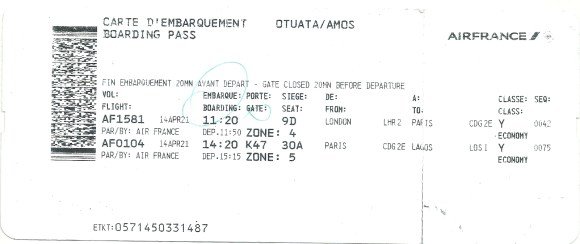 CARTE D'EMBARQUEMENT OTUATA/AMOS
BOARDING PASS
AIRFRANCE
FIN EMBARQUEMENT 20MN AVANT DEPART - GATE CLOSED 20MN BEFORE DEPARTURE
VOL: EMBARQUE: PORTE: SIEGE: DE: A: CLASSE: SEQ:
FLIGHT: BOARDING: GATE: SEAT: FROM: TO: CLASS:
AF1581 14APR21 11:20 9D LONDON LHR2 PARIS CDG2E Y 0042
PAR/BY: AIR FRANCE DEP.11:50 ZONE: 4 ECONOMY
AF0104 14APR21 14:20 K47 30A PARIS CDG2E LAGOS LOSI Y 0075
PAR/BY: AIR FRANCE DEP.15:15 ZONE: 5 ECONOMY
ETKT:0571450331487